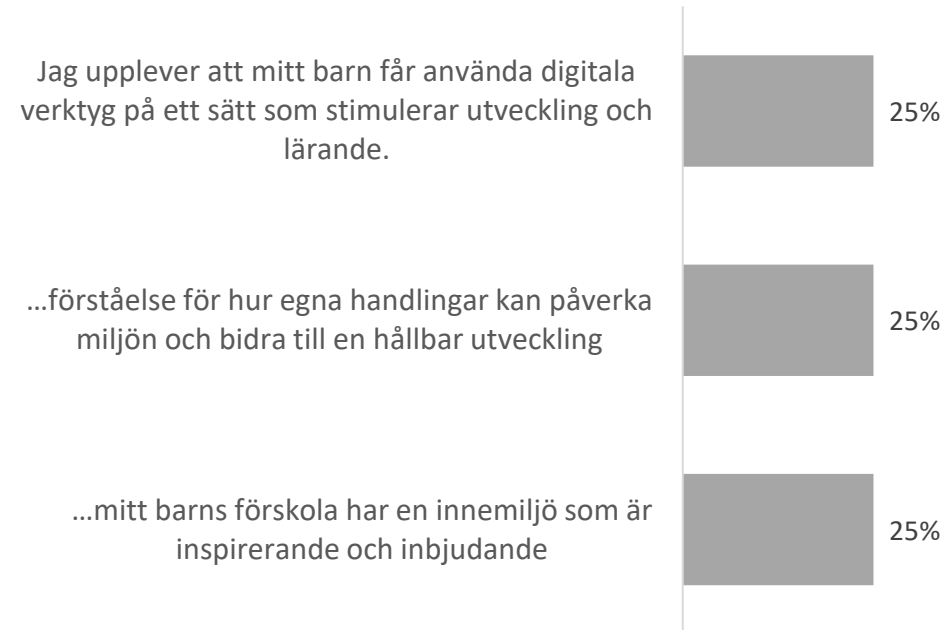 Jag upplever att mitt barn får använda digitala
verktyg på ett sätt som stimulerar utveckling och
lärande.
25%
…förståelse för hur egna handlingar kan påverka
miljön och bidra till en hållbar utveckling
25%
…mitt barns förskola har en innemiljö som är
inspirerande och inbjudande
25%